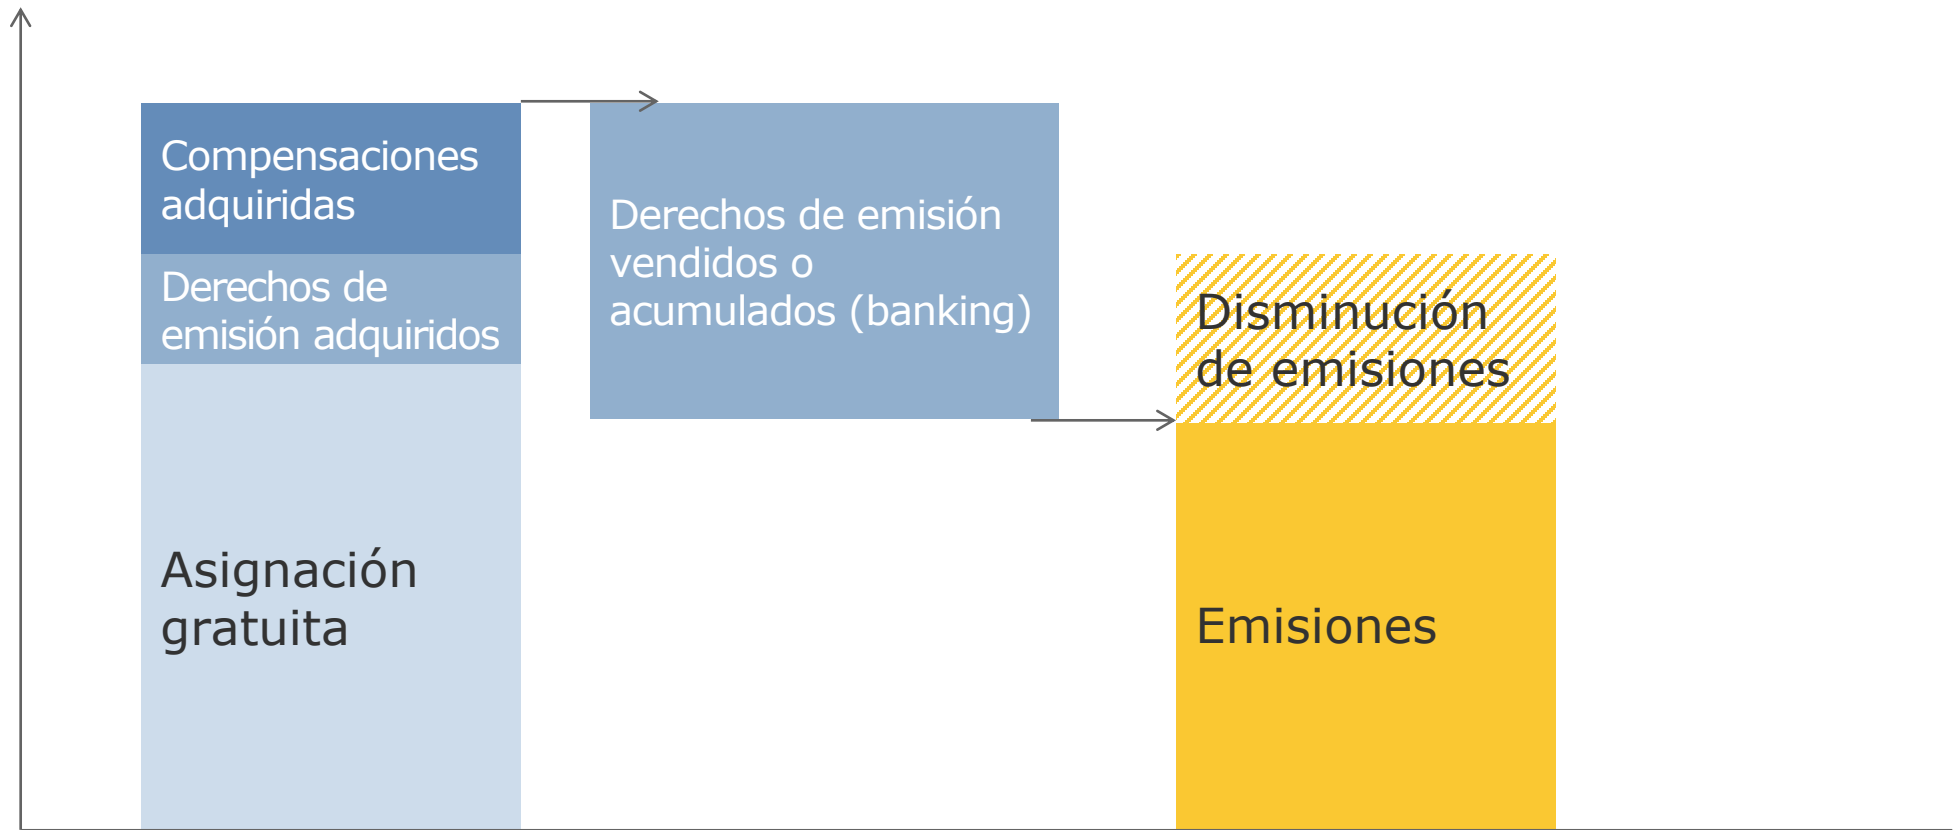 Compensaciones
adquiridas
Derechos de
emisión adquiridos
Asignación
gratuita
Derechos de emisión
vendidos o
acumulados (banking)
Disminución
de emisiones
Emisiones